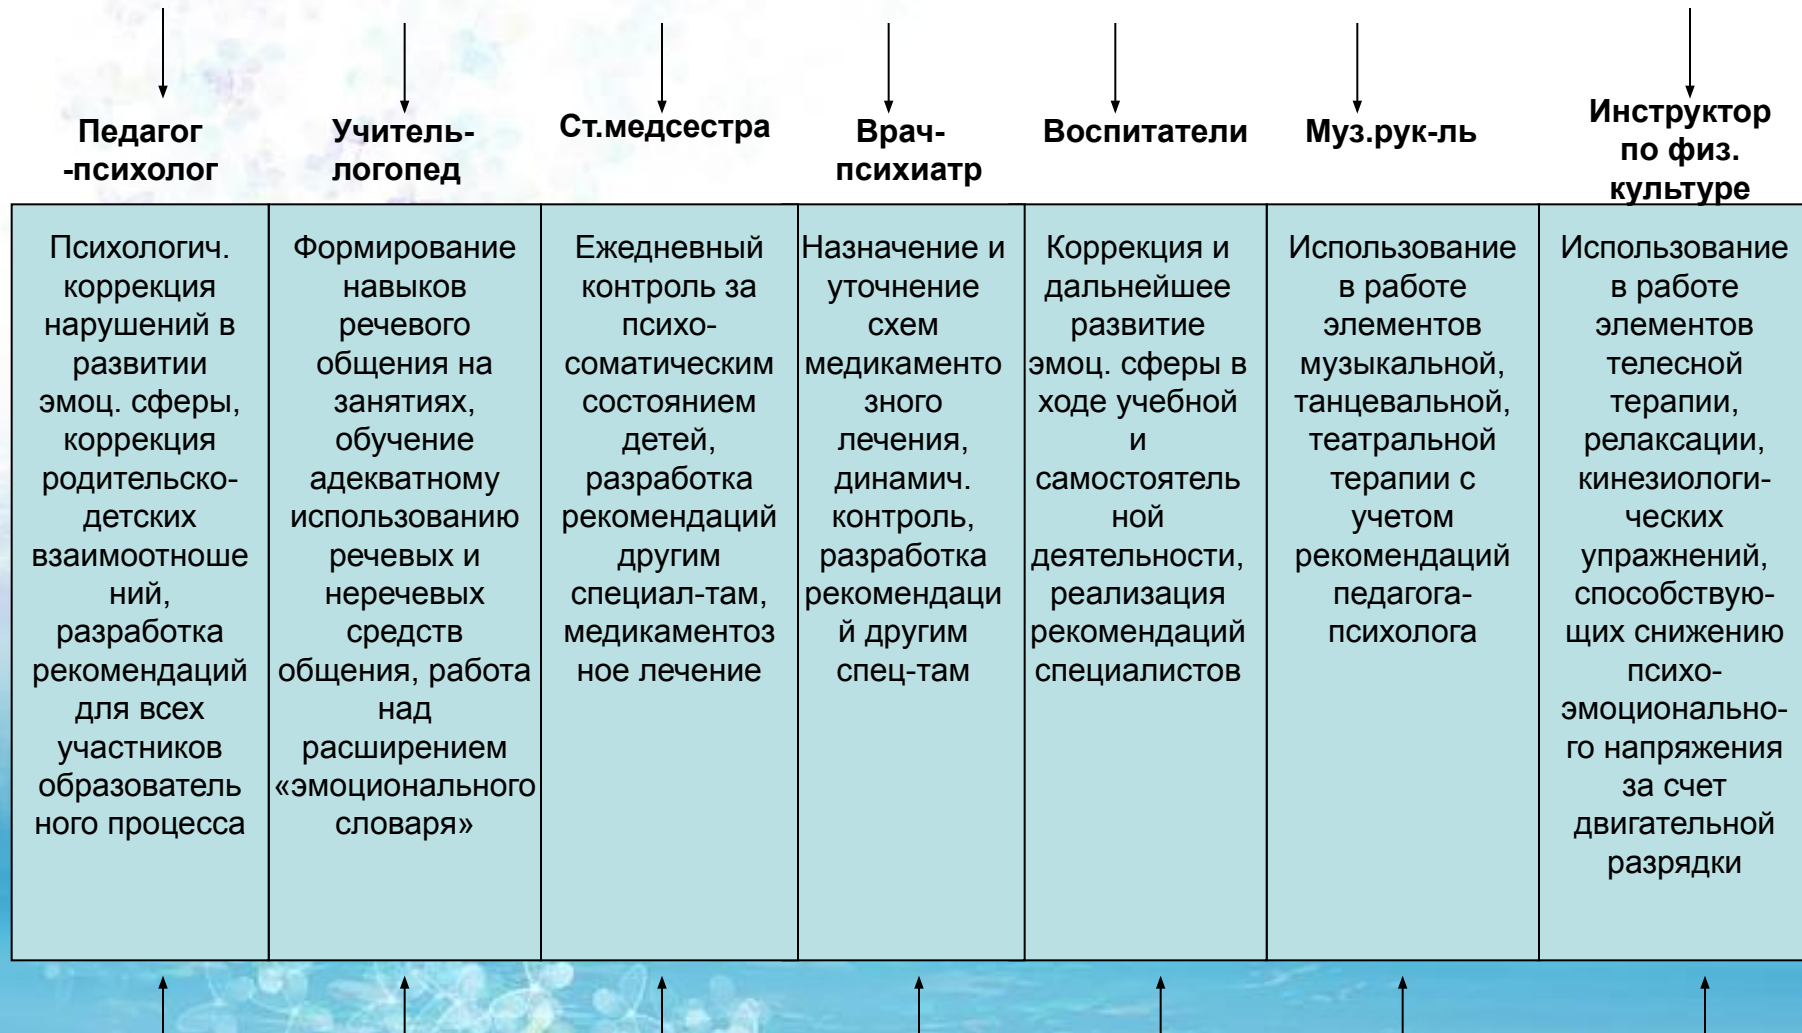 Педагог
-психолог
Учитель-
логопед
Ст.медсестра
Врач-
психиатр
Воспитатели
Муз.рук-ль
Инструктор
по физ.
культуре
Психологич.
коррекция
нарушений в
развитии
эмоц. сферы,
коррекция
родительско-
детских
взаимоотноше
ний,
разработка
рекомендаций
для всех
участников
образователь
ного процесса
Формирование
навыков
речевого
общения на
занятиях,
обучение
адекватному
использованию
речевых и
неречевых
средств
общения, работа
над
расширением
«эмоционального
словаря»
Ежедневный
контроль за
психо-
соматическим
состоянием
детей,
разработка
рекомендаций
другим
специал-там,
медикаментоз
ное лечение
Назначение и
уточнение
схем
медикаменто
зного
лечения,
динамич.
контроль,
разработка
рекомендаци
й другим
спец-там
Коррекция и
дальнейшее
развитие
эмоц. сферы в
ходе учебной
и
самостоятель
ной
деятельности,
реализация
рекомендаций
специалистов
Использование
в работе
элементов
музыкальной,
танцевальной,
театральной
терапии с
учетом
рекомендаций
педагога-
психолога
Использование
в работе
элементов
телесной
терапии,
релаксации,
кинезиологи-
ческих
упражнений,
способствую-
щих снижению
психо-
эмоционально-
го напряжения
за счет
двигательной
разрядки